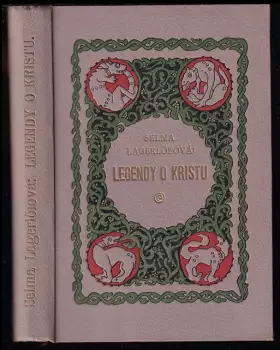 Selma Lagerlöfová: LEGENDY O KRISTU.
SELMA
LAGERLÖFOVÁ:
LEGENDY O KRISTU